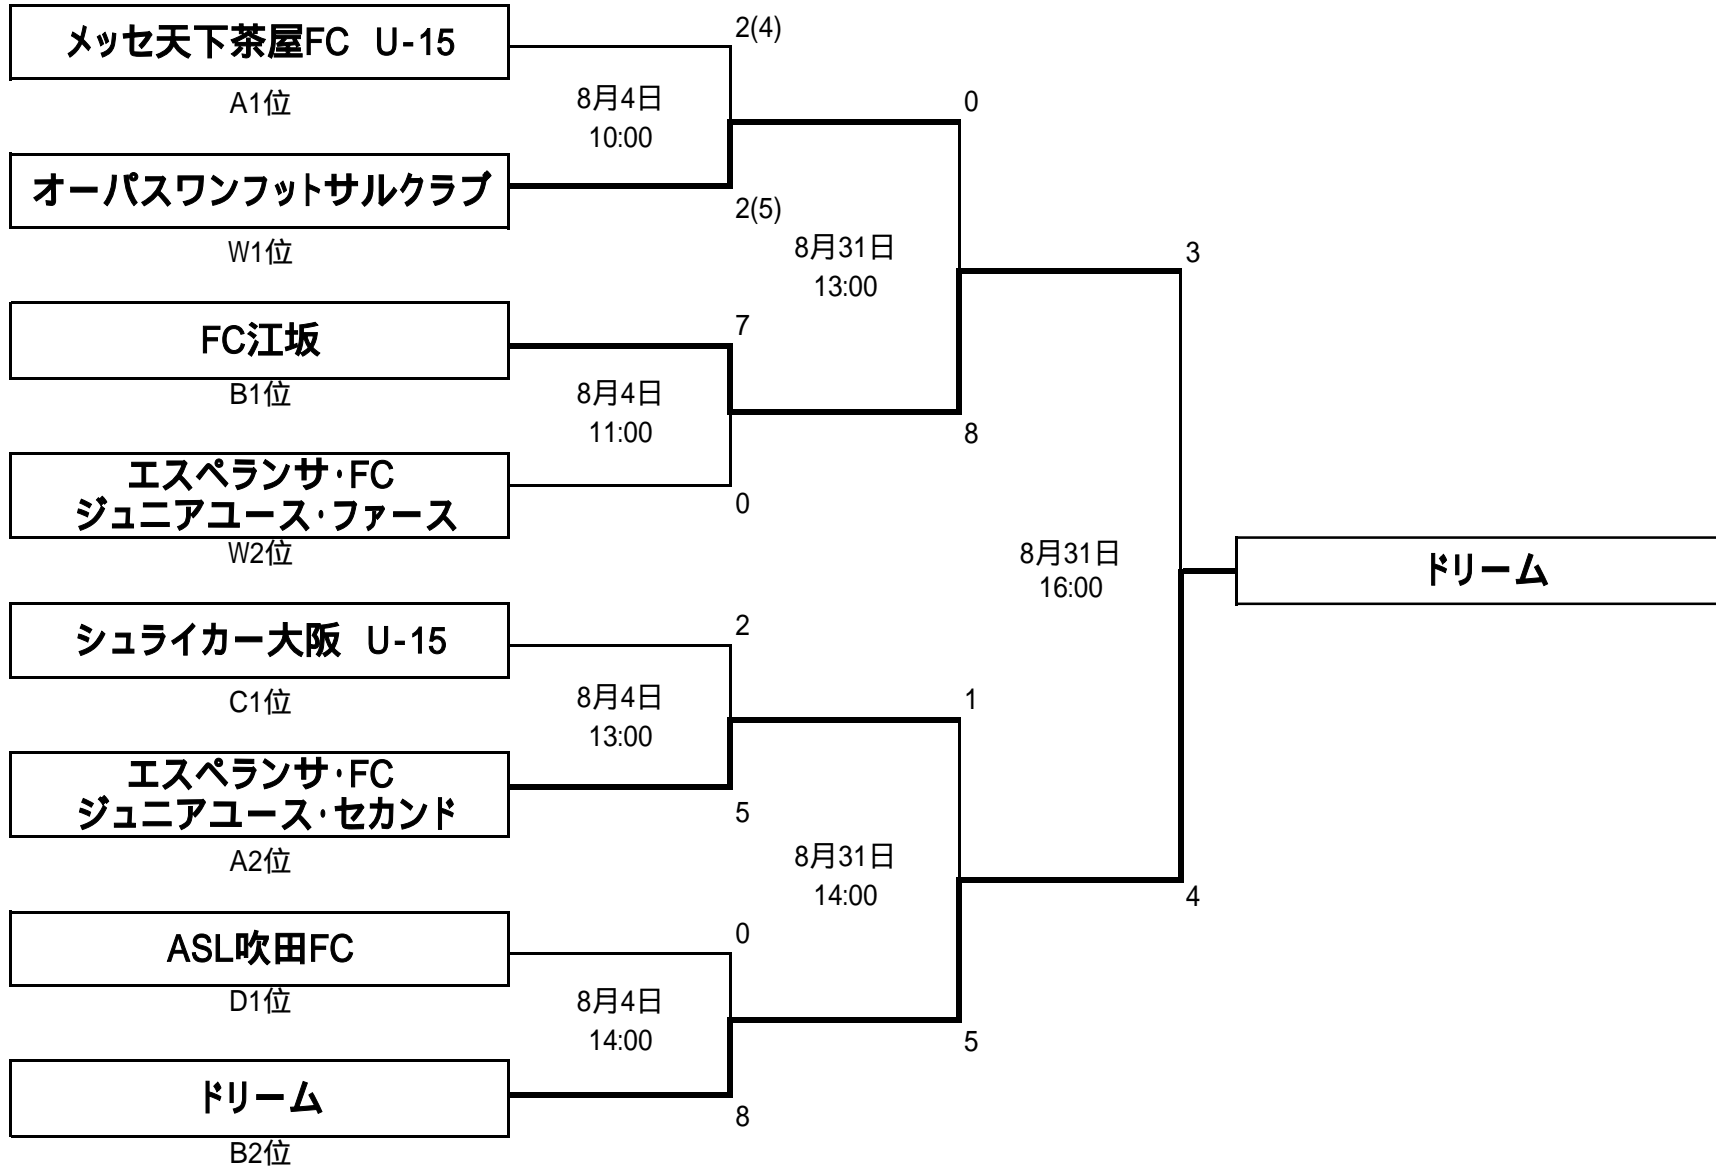 メッセ天下茶屋FC　U-15
2(4)
A1位
8月4日
10:00
0
オーパスワンフットサルクラブ
2(5)
W1位
8月31日
13:00
3
FC江坂
7
B1位
8月4日
11:00
8
エスペランサ・FC
ジュニアユース・ファース
0
W2位
8月31日
16:00
ドリーム
シュライカー大阪　U-15
2
C1位
8月4日
13:00
1
エスペランサ・FC
ジュニアユース・セカンド
5
A2位
8月31日
14:00
4
ASL吹田FC
0
D1位
8月4日
14:00
5
ドリーム
8
B2位